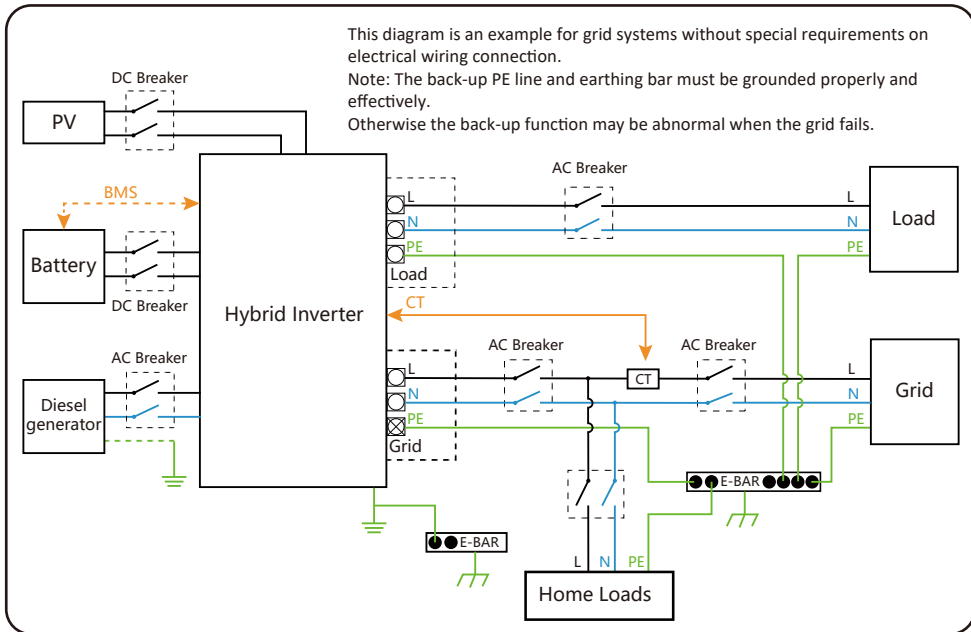 This diagram is an example for grid systems without special requirements on
electrical wiring connection.
Note: The back-up PE line and earthing bar must be grounded properly and
effectively.
Otherwise the back-up function may be abnormal when the grid fails.
DC Breaker
PV
BMS
Battery
DC Breaker
AC Breaker
Diesel
generator
Hybrid Inverter
L
N
PE
Load
AC Breaker
L
N
PE
Load
CT
AC Breaker
AC Breaker
CT
L
N
PE
Grid
L
N
PE
Grid
E-BAR
E-BAR
L
N
PE
Home Loads